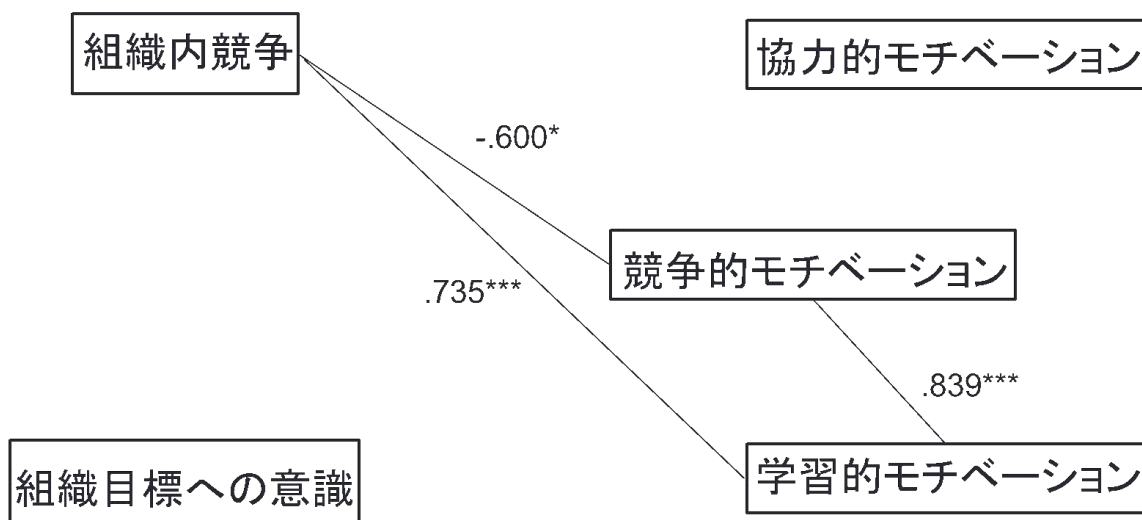 組織内競争
協力的モチベーション
-.600*
競争的モチベーション
.735***
.839***
組織目標への意識
学習的モチベーション